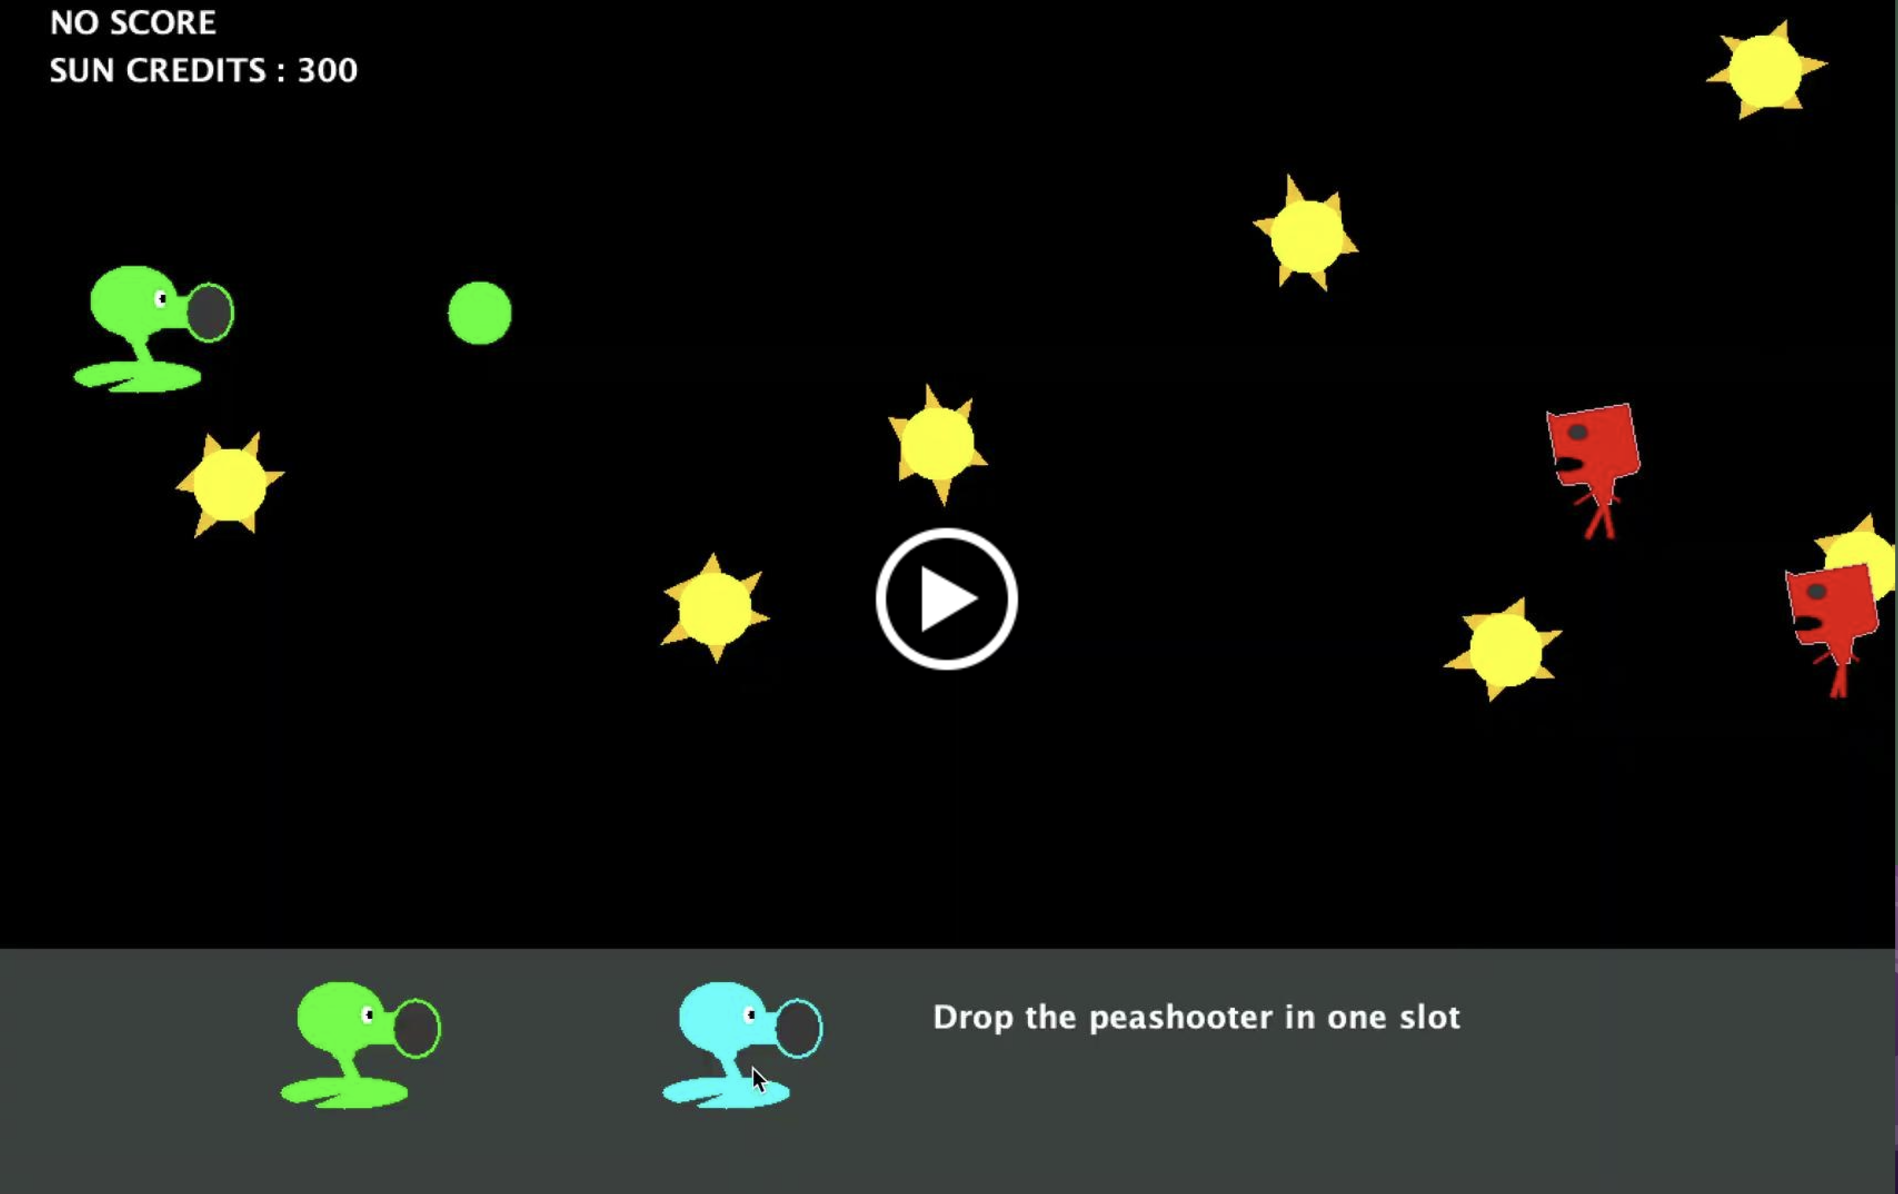 NO SCORE
SUN CREDITS : 300
Drop the peashooter in one slot